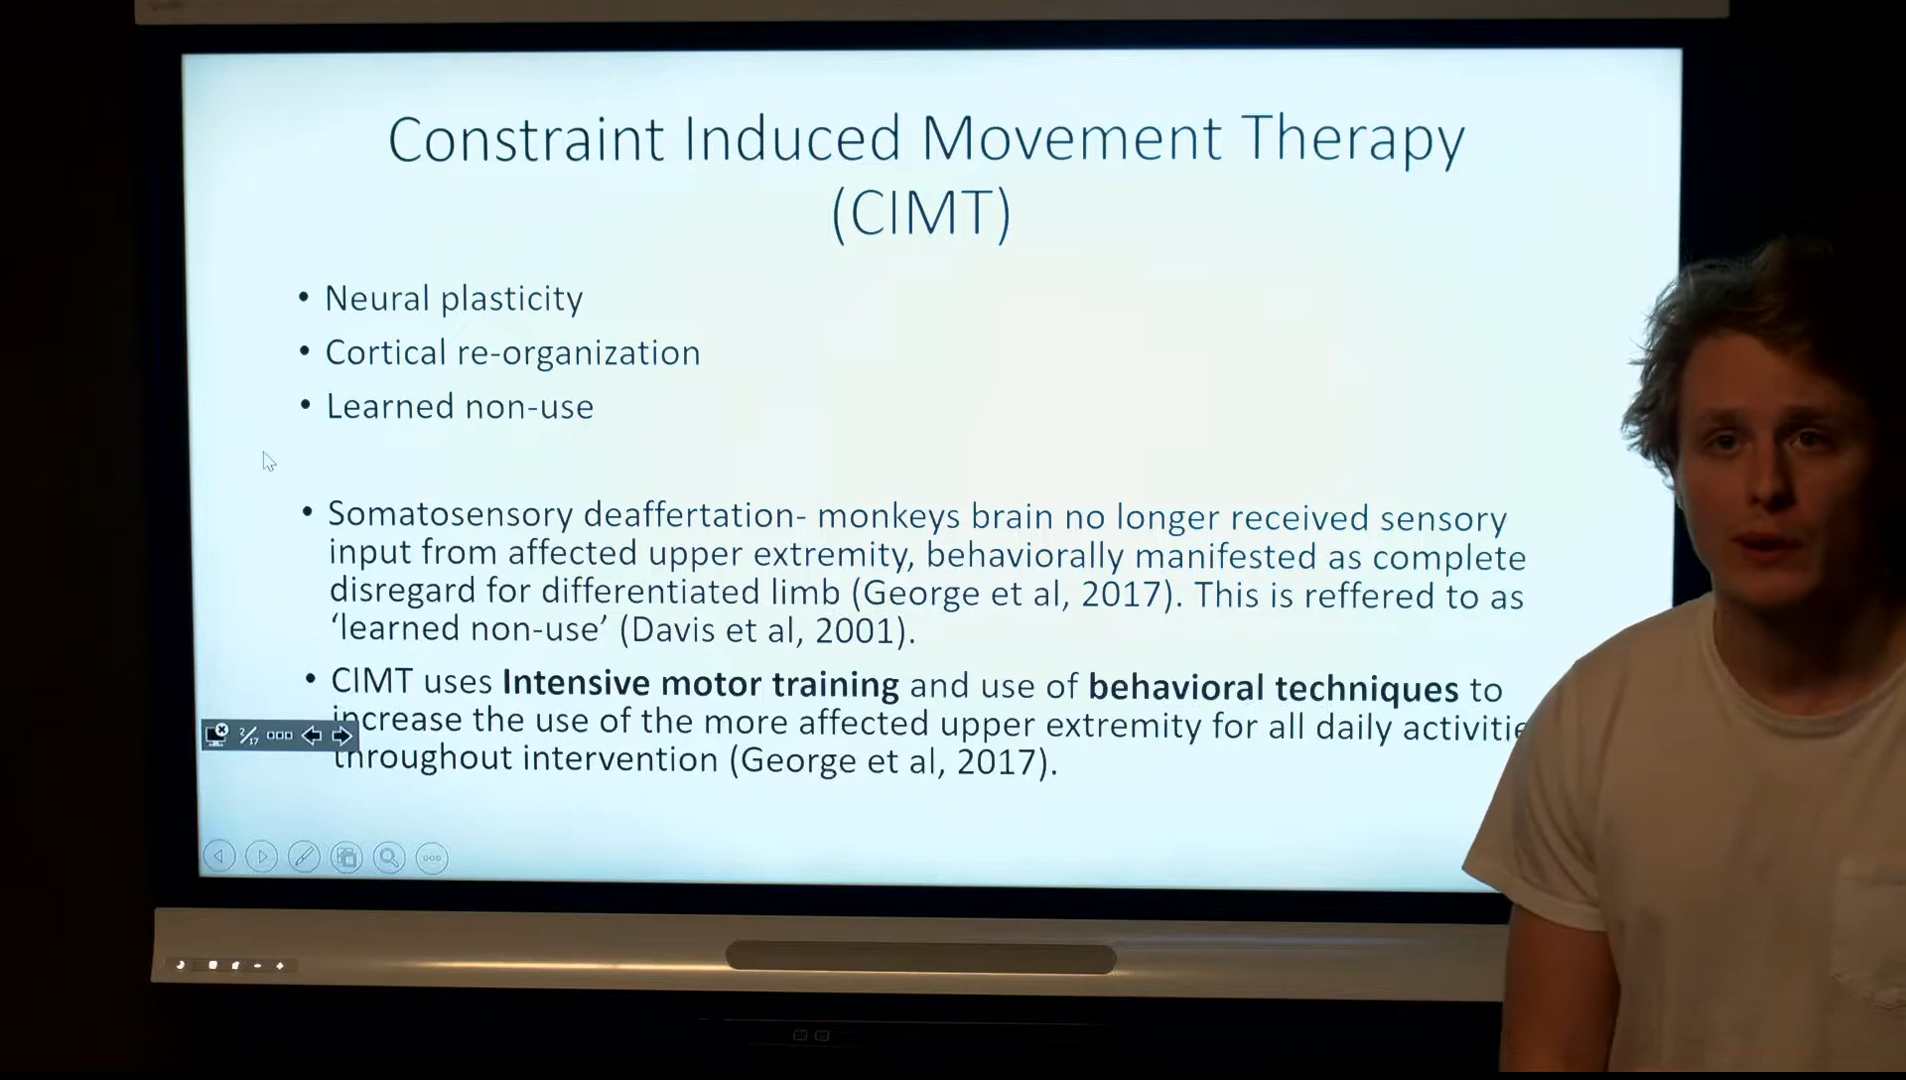 Constraint Induced Movement Therapy
(CIMT)
• Neural plasticity
• Cortical re-organization
• Learned non-use
• Somatosensory deaffertation- monkeys brain no longer received sensory
input from affected upper extremity, behaviorally manifested as complete
disregard for differentiated limb (George et al, 2017). This is reffered to as
‘learned non-use’ (Davis et al, 2001).
• CIMT uses Intensive motor training and use of behavioral techniques to
increase the use of the more affected upper extremity for all daily activitie
throughout intervention (George et al, 2017).
2/17